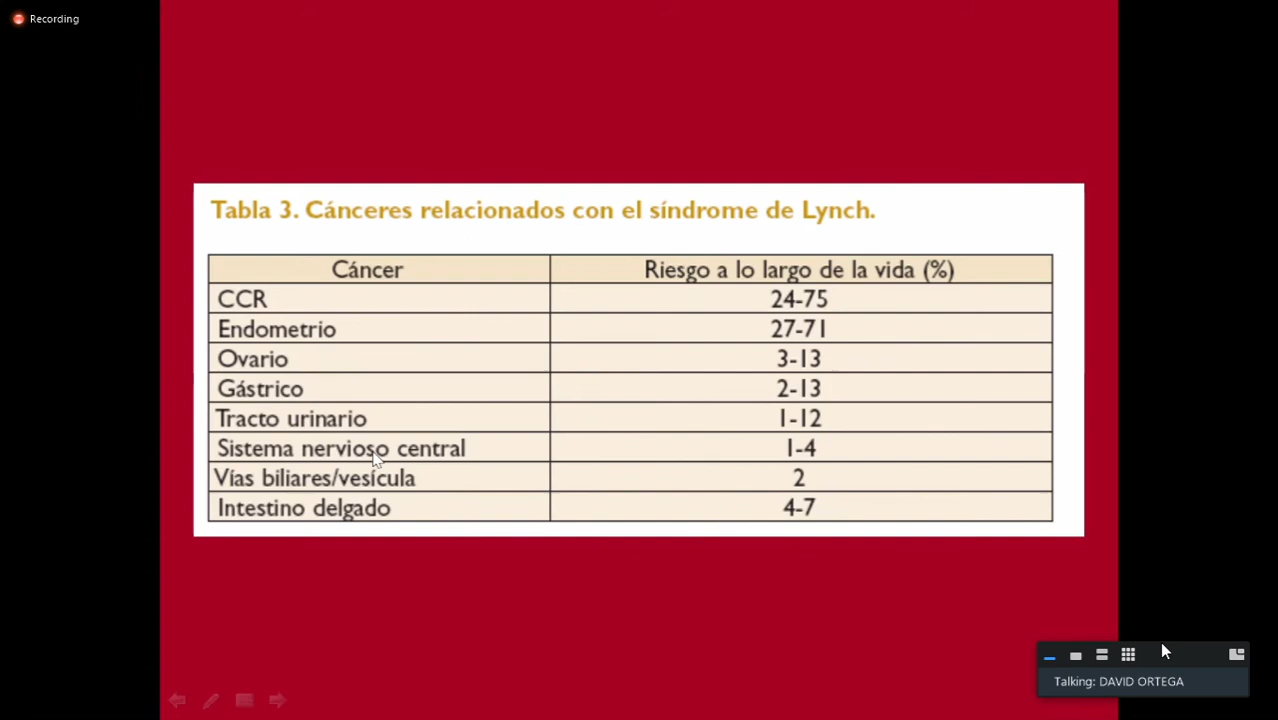 Recording
Tabla 3. Cánceres relacionados con el síndrome de Lynch.
Cáncer Riesgo a lo largo de la vida (%)
CCR 24-75
Endometrio 27-71
Ovario 3-13
Gástrico 2-13
Tracto urinario 1-12
Sistema nervioso central 1-4
Vías biliares/vesícula 2
Intestino delgado 4-7
Talking: DAVID ORTEGA